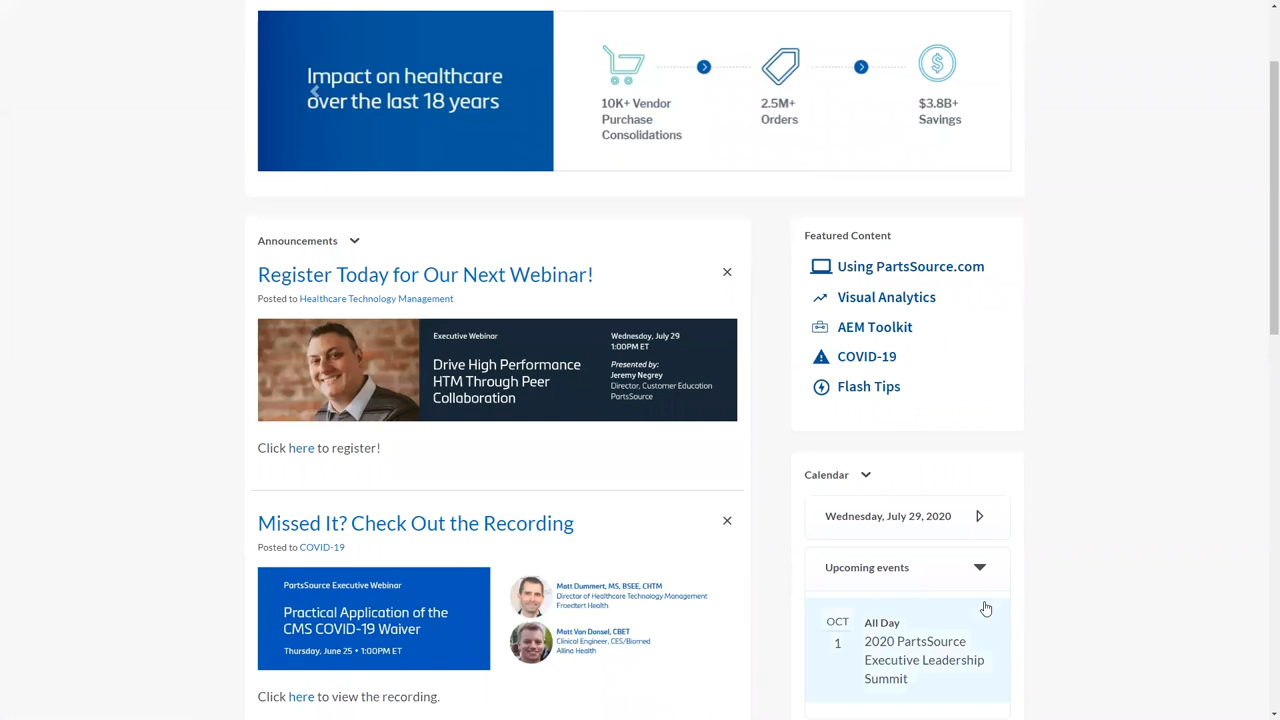 Impact on healthcare
over the last 18 years
10K+ Vendor
Purchase
Consolidations
2.5M+
Orders
$3.8B+
Savings
Announcements
Register Today for Our Next Webinar!
Posted to Healthcare Technology Management
Executive Webinar
Drive High Performance
HTM Through Peer
Collaboration
Wednesday, July 29
1:00PM ET
Presented by:
Jeremy Negrey
Director, Customer Education
PartsSource
Click here to register!
Missed It? Check Out the Recording
Posted to COVID-19
PartsSource Executive Webinar
Practical Application of the
CMS COVID-19 Waiver
Thursday, June 25 • 1:00PM ET
Matt Dummert, MS, BSEE, CHTM
Director of Healthcare Technology Management
Froedtert Health
Matt Van Donsel, CBET
Clinical Engineer, CES/Biomed
Allina Health
Click here to view the recording.
Featured Content
Using PartsSource.com
Visual Analytics
AEM Toolkit
COVID-19
Flash Tips
Calendar
Wednesday, July 29, 2020
Upcoming events
OCT
1
All Day
2020 PartsSource
Executive Leadership
Summit